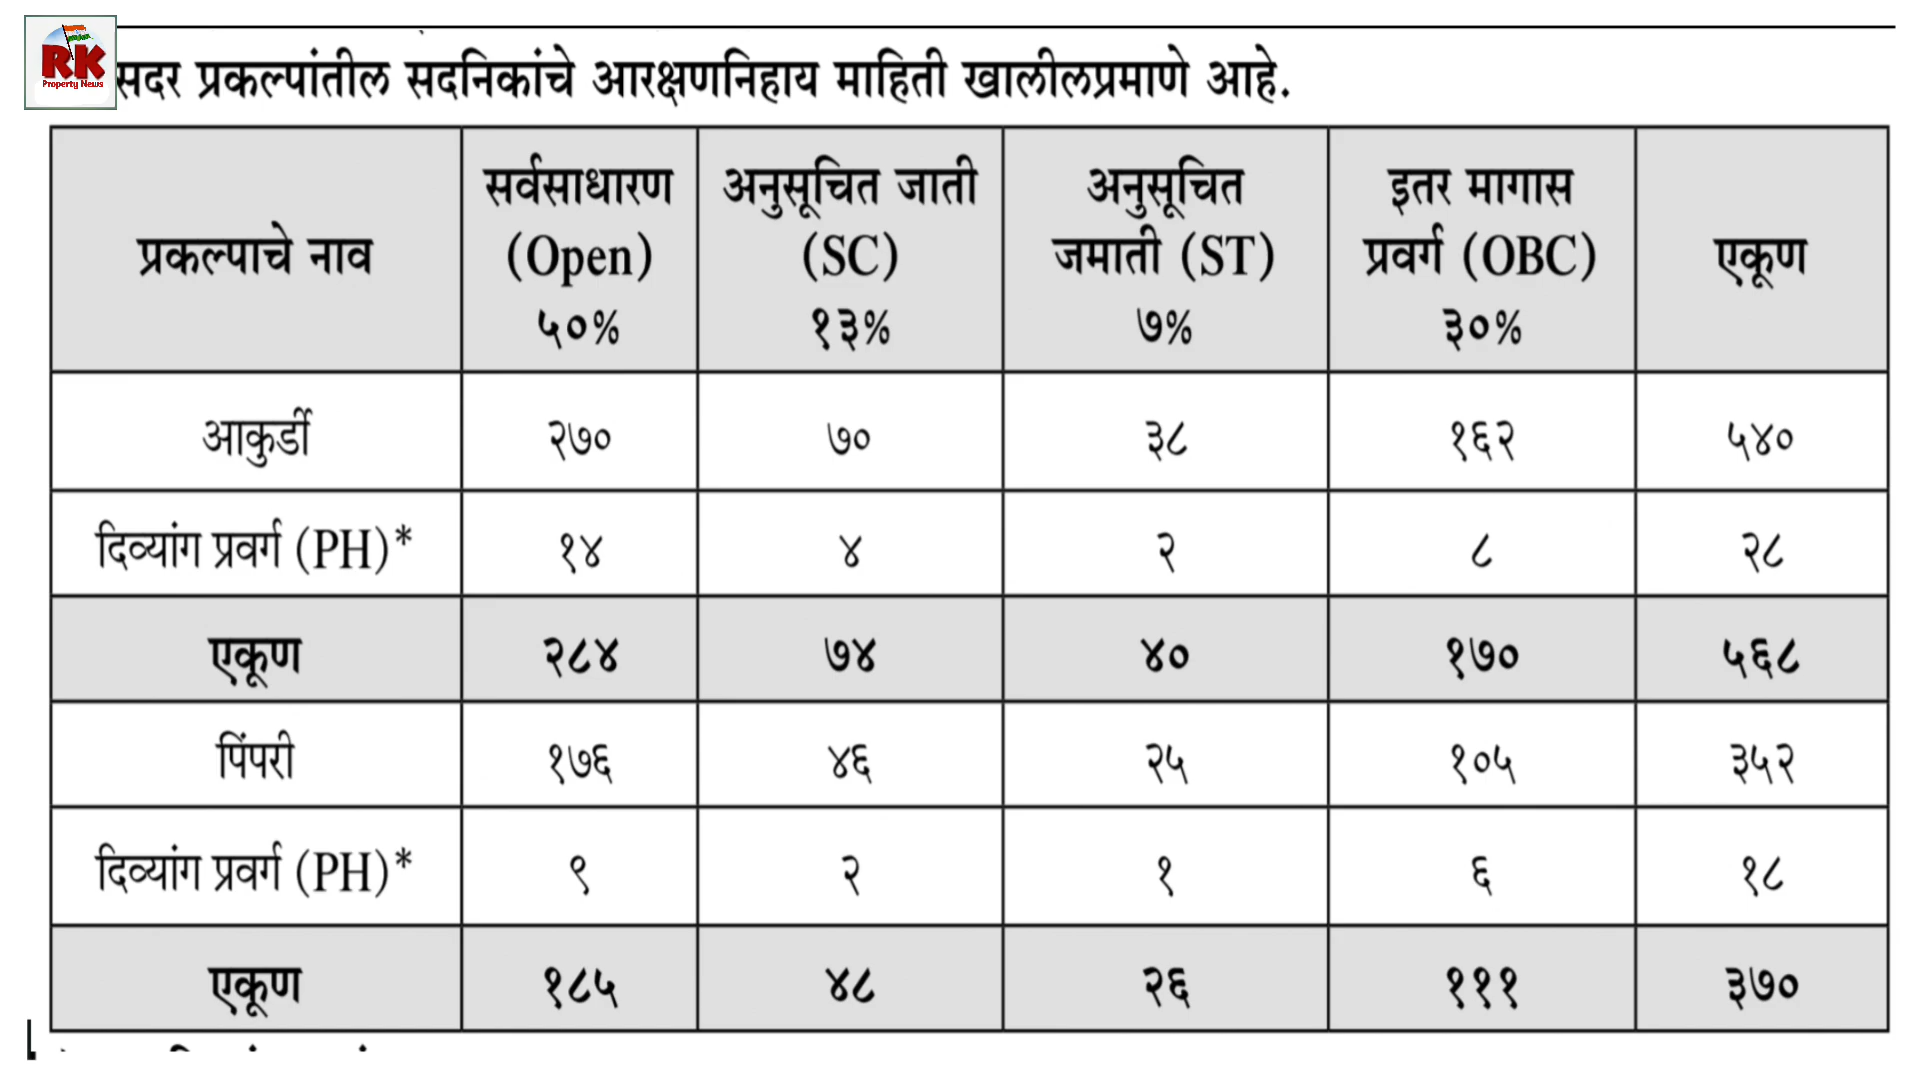 RK
Property News
सदर प्रकल्पांतील सदनिकांचे आरक्षणनिहाय माहिती खालीलप्रमाणे आहे.
प्रकल्पाचे नाव सर्वसाधारण (Open) ५०% अनुसूचित जाती (SC) १३% अनुसूचित जमाती (ST) ७% इतर मागास प्रवर्ग (OBC) ३०% एकूण
आकुर्डी २७० ७० ३८ १६२ ५४०
दिव्यांग प्रवर्ग (PH)* १४ ४ २ ८ २८
एकूण २८४ ७४ ४० १७० ५६८
पिंपरी १७६ ४६ २५ १०५ ३५२
दिव्यांग प्रवर्ग (PH)* ९ २ १ ६ १८
एकूण १८५ ४८ २६ १११ ३७०